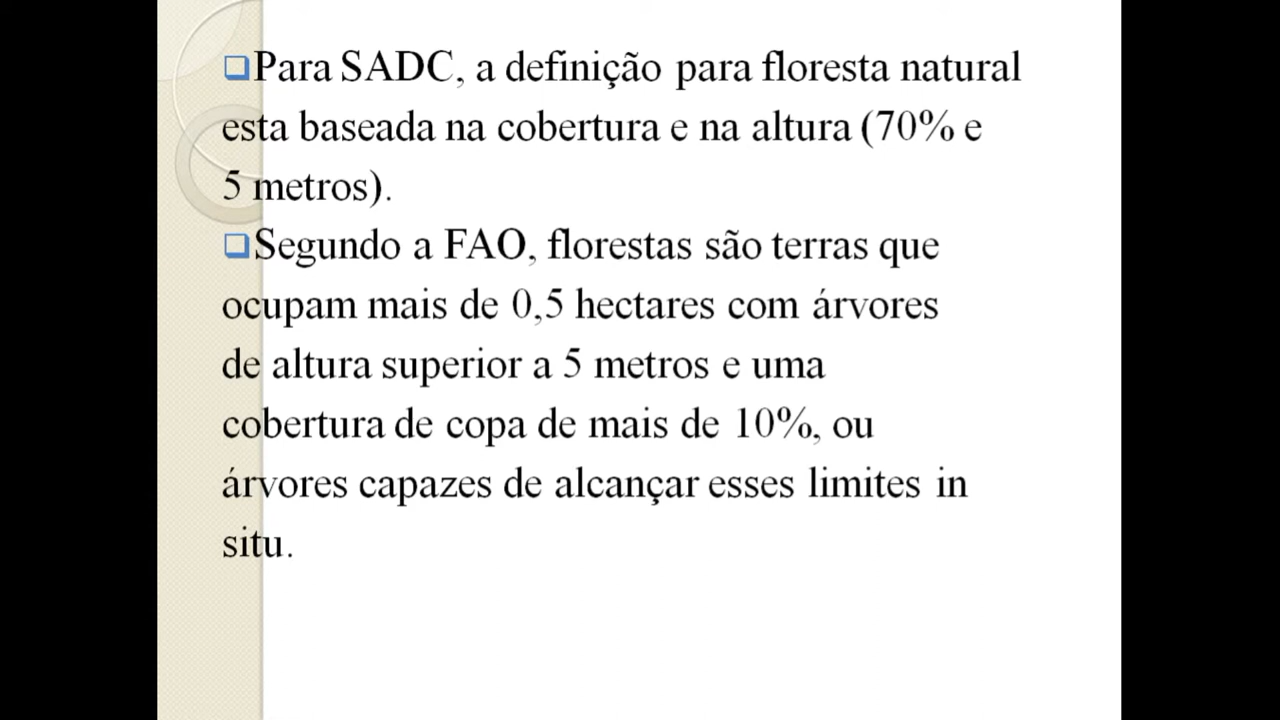 Para SADC, a definição para floresta natural
esta baseada na cobertura e na altura (70% e
5 metros).
Segundo a FAO, florestas são terras que
ocupam mais de 0,5 hectares com árvores
de altura superior a 5 metros e uma
cobertura de copa de mais de 10%, ou
árvores capazes de alcançar esses limites in
situ.